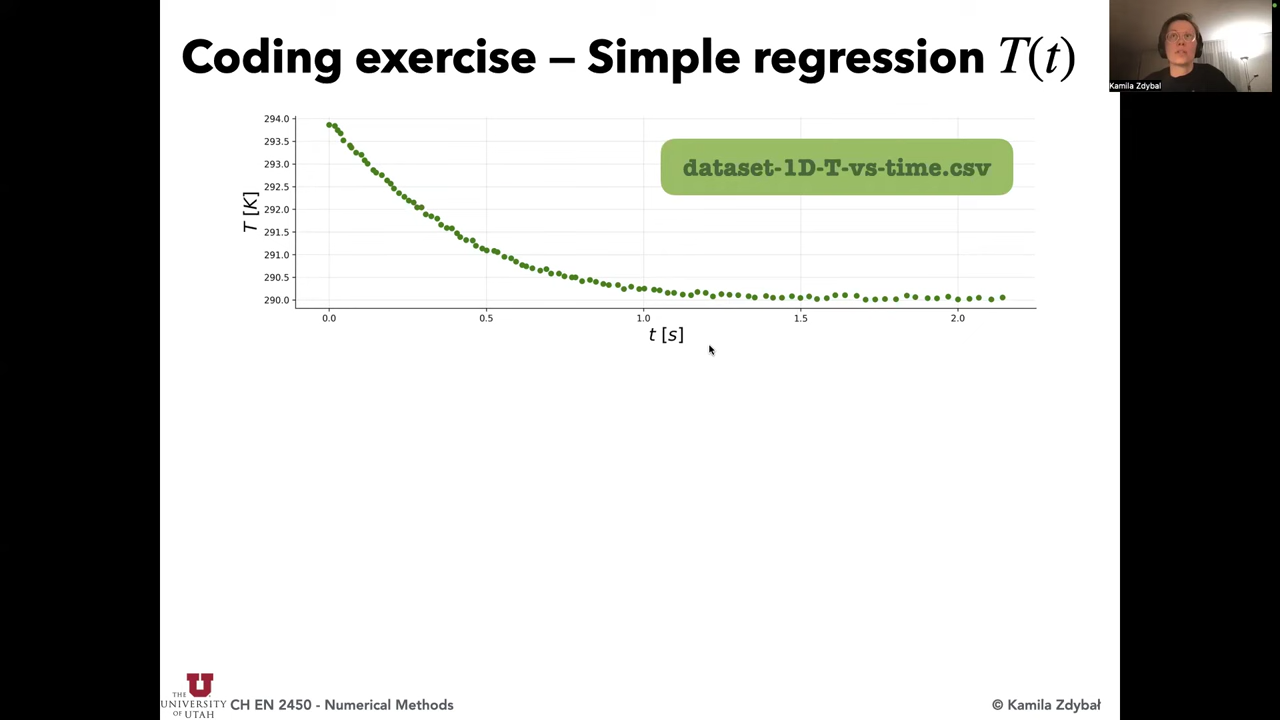 Coding exercise – Simple regression T(t)
Kamila Zdybal
dataset-1D-T-vs-time.csv
T [K]
294.0
293.5
293.0
292.5
292.0
291.5
291.0
290.5
290.0
0.0 0.5 1.0 1.5 2.0
t [s]
THE
UNIVERSITY
OF UTAH
U
CH EN 2450 - Numerical Methods
© Kamila Zdybał